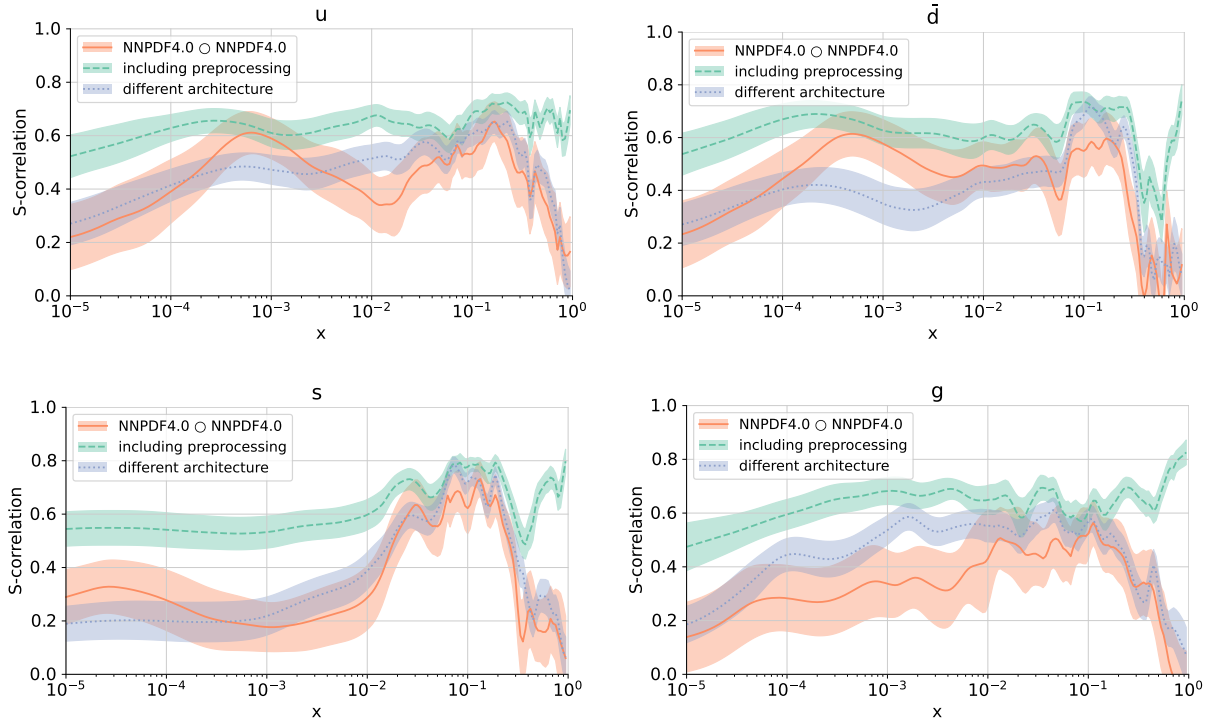 u
1.0
0.8
0.6
0.4
0.2
0.0
S-correlation
NNPDF4.0 ○ NNPDF4.0
including preprocessing
different architecture
10⁻⁵ 10⁻⁴ 10⁻³ 10⁻² 10⁻¹ 10⁰
x
d̄
1.0
0.8
0.6
0.4
0.2
0.0
S-correlation
NNPDF4.0 ○ NNPDF4.0
including preprocessing
different architecture
10⁻⁵ 10⁻⁴ 10⁻³ 10⁻² 10⁻¹ 10⁰
x
s
1.0
0.8
0.6
0.4
0.2
0.0
S-correlation
NNPDF4.0 ○ NNPDF4.0
including preprocessing
different architecture
10⁻⁵ 10⁻⁴ 10⁻³ 10⁻² 10⁻¹ 10⁰
x
g
1.0
0.8
0.6
0.4
0.2
0.0
S-correlation
NNPDF4.0 ○ NNPDF4.0
including preprocessing
different architecture
10⁻⁵ 10⁻⁴ 10⁻³ 10⁻² 10⁻¹ 10⁰
x